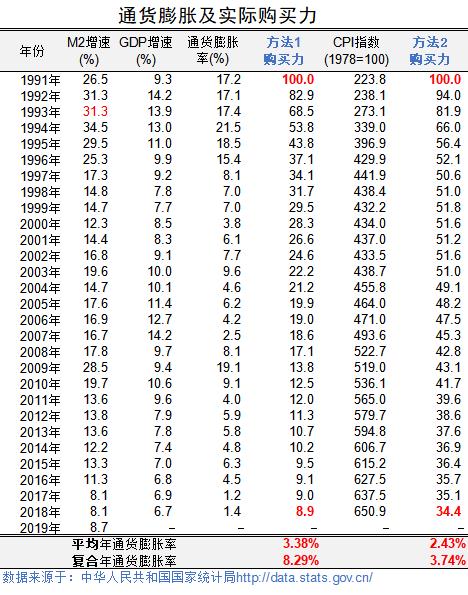 通货膨胀及实际购买力
年份 M2增速(%) GDP增速(%) 通货膨胀率(%) 方法1购买力 CPI指数(1978=100) 方法2购买力
1991年 26.5 9.3 17.2 100.0 223.8 100.0
1992年 31.3 14.2 17.1 82.9 238.1 94.0
1993年 31.3 13.9 17.4 68.5 273.1 81.9
1994年 34.5 13.0 21.5 53.8 339.0 66.0
1995年 29.5 11.0 18.5 43.8 396.9 56.4
1996年 25.3 9.9 15.4 37.1 429.9 52.1
1997年 17.3 9.2 8.1 34.1 441.9 50.6
1998年 14.8 7.8 7.0 31.7 438.4 51.0
1999年 14.7 7.7 7.0 29.5 432.2 51.8
2000年 12.3 8.5 3.8 28.3 434.0 51.6
2001年 14.4 8.3 6.1 26.6 437.0 51.2
2002年 16.8 9.1 7.7 24.6 433.5 51.6
2003年 19.6 10.0 9.6 22.2 438.7 51.0
2004年 14.7 10.1 4.6 21.2 455.8 49.1
2005年 17.6 11.4 6.2 19.9 464.0 48.2
2006年 16.9 12.7 4.2 19.0 471.0 47.5
2007年 16.7 14.2 2.5 18.6 493.6 45.3
2008年 17.8 9.7 8.1 17.1 522.7 42.8
2009年 28.5 9.4 19.1 13.8 519.0 43.1
2010年 19.7 10.6 9.1 12.5 536.1 41.7
2011年 13.6 9.6 4.0 12.0 565.0 39.6
2012年 13.8 7.9 5.9 11.3 579.7 38.6
2013年 13.6 7.8 5.8 10.7 594.8 37.6
2014年 12.2 7.4 4.8 10.2 606.7 36.9
2015年 13.3 7.0 6.3 9.5 615.2 36.4
2016年 11.3 6.8 4.5 9.1 627.5 35.7
2017年 8.1 6.9 1.2 9.0 637.5 35.1
2018年 8.1 6.7 1.4 8.9 650.9 34.4
2019年 8.7 – – – – –
平均年通货膨胀率 3.38% 2.43%
复合年通货膨胀率 8.29% 3.74%
数据来源于：中华人民共和国国家统计局http://data.stats.gov.cn/